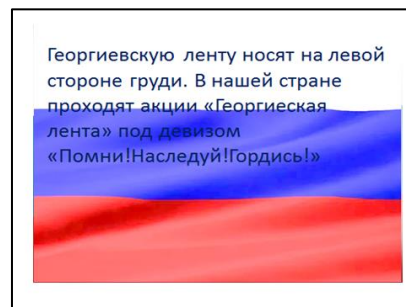 Георгиевскую ленту носят на левой
стороне груди. В нашей стране
проходят акции «Георгиеская
лента» под девизом
«Помни!Наследуй!Гордись!»